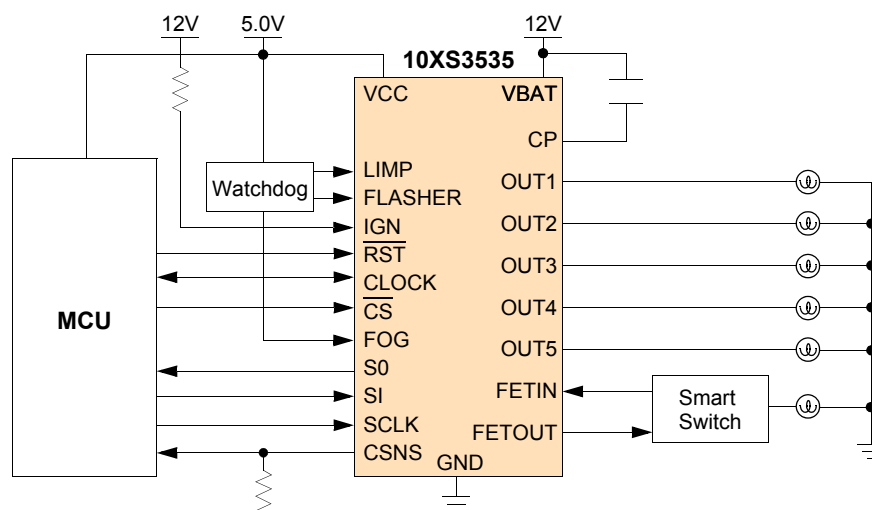 12V
5.0V
12V
10XS3535
VCC
VBAT
CP
LIMP
FLASHER
IGN
RST
CLOCK
CS
FOG
S0
SI
SCLK
CSNS
GND
OUT1
OUT2
OUT3
OUT4
OUT5
FETIN
FETOUT
Watchdog
MCU
Smart
Switch